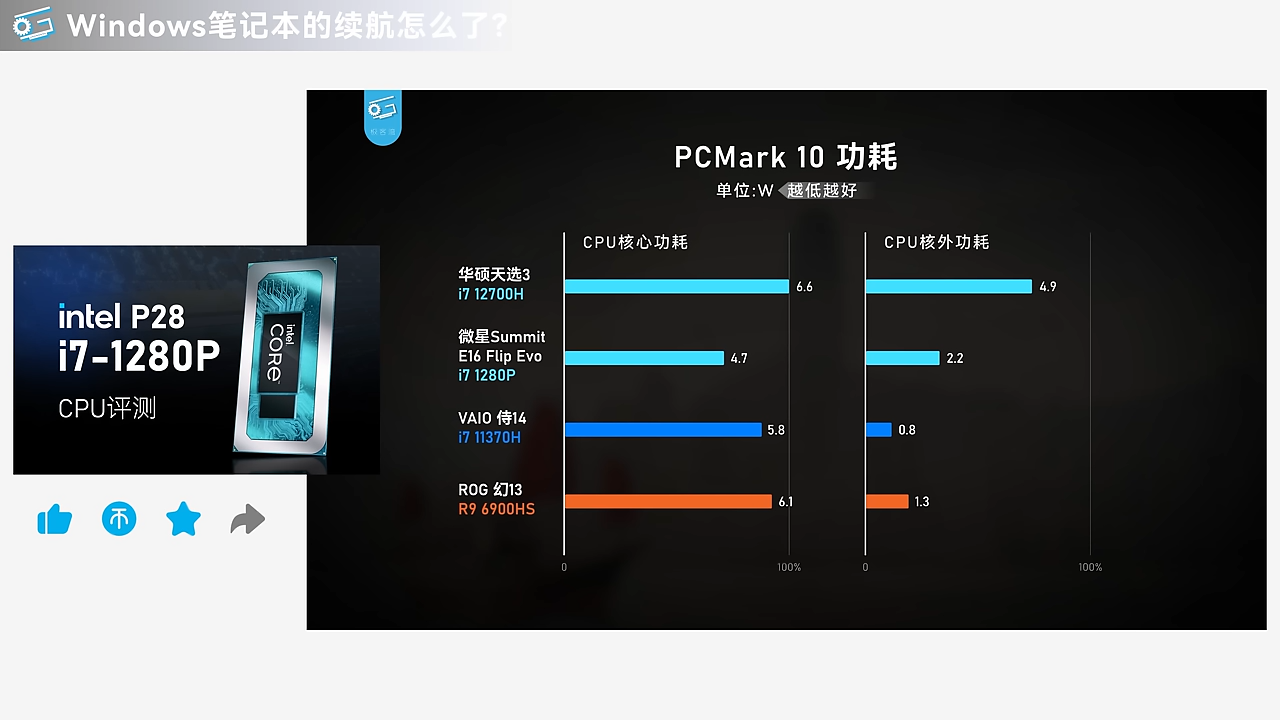 Windows笔记本的续航怎么了?
极客湾
PCMark 10 功耗
单位:W 越低越好
CPU核心功耗
CPU核外功耗
华硕天选3
i7 12700H
6.6
4.9
微星Summit
E16 Flip Evo
i7 1280P
4.7
2.2
VAIO 侍14
i7 11370H
5.8
0.8
ROG 幻13
R9 6900HS
6.1
1.3
0
100%
0
100%
intel P28
i7-1280P
CPU评测
intel
CORE